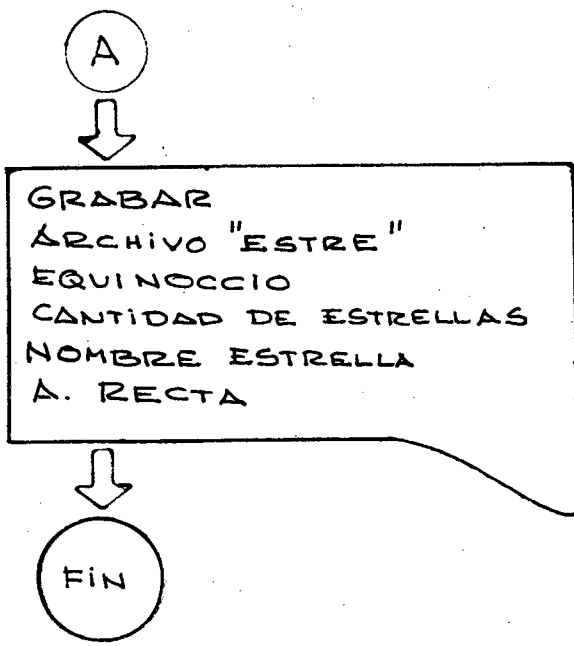 A
GRABAR
ARCHIVO "ESTRE"
EQUINOCCIO
CANTIDAD DE ESTRELLAS
NOMBRE ESTRELLA
A. RECTA
FIN